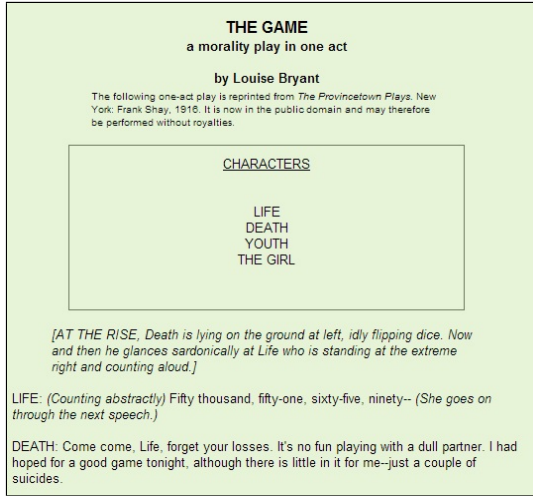 THE GAME
a morality play in one act
by Louise Bryant
The following one-act play is reprinted from The Provincetown Plays. New
York: Frank Shay, 1916. It is now in the public domain and may therefore
be performed without royalties.
CHARACTERS
LIFE
DEATH
YOUTH
THE GIRL
[AT THE RISE, Death is lying on the ground at left, idly flipping dice. Now
and then he glances sardonically at Life who is standing at the extreme
right and counting aloud.]
LIFE: (Counting abstractly) Fifty thousand, fifty-one, sixty-five, ninety-- (She goes on
through the next speech.)
DEATH: Come come, Life, forget your losses. It's no fun playing with a dull partner. I had
hoped for a good game tonight, although there is little in it for me--just a couple of
suicides.